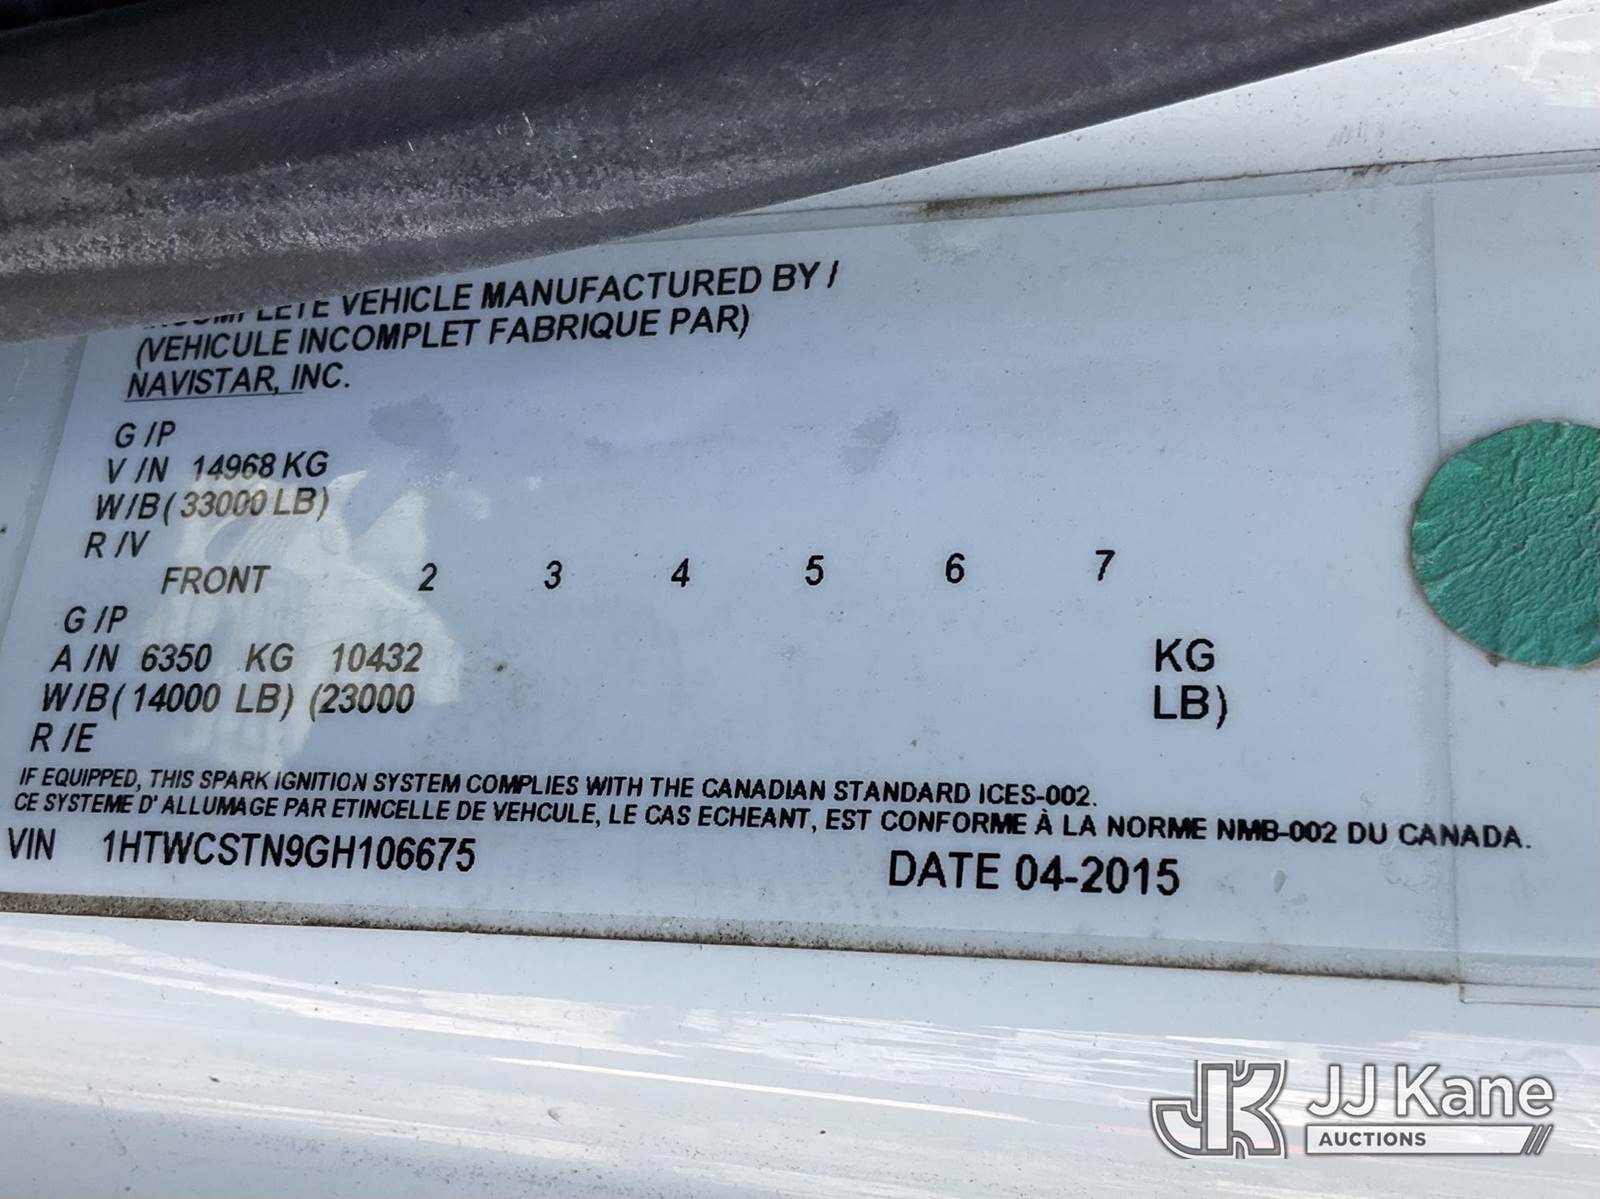 INCOMPLETE VEHICLE MANUFACTURED BY /
(VEHICULE INCOMPLET FABRIQUE PAR)
NAVISTAR, INC.
G /P
V /N 14968 KG
W/B( 33000 LB)
R /V
FRONT 2 3 4 5 6 7
G /P
A /N 6350 KG 10432 KG
W/B( 14000 LB) (23000 LB)
R /E
IF EQUIPPED, THIS SPARK IGNITION SYSTEM COMPLIES WITH THE CANADIAN STANDARD ICES-002.
CE SYSTEME D' ALLUMAGE PAR ETINCELLE DE VEHCULE, LE CAS ECHEANT, EST CONFORME À LA NORME NMB-002 DU CANADA.
VIN 1HTWCSTN9GH106675 DATE 04-2015
JK JJ Kane
AUCTIONS